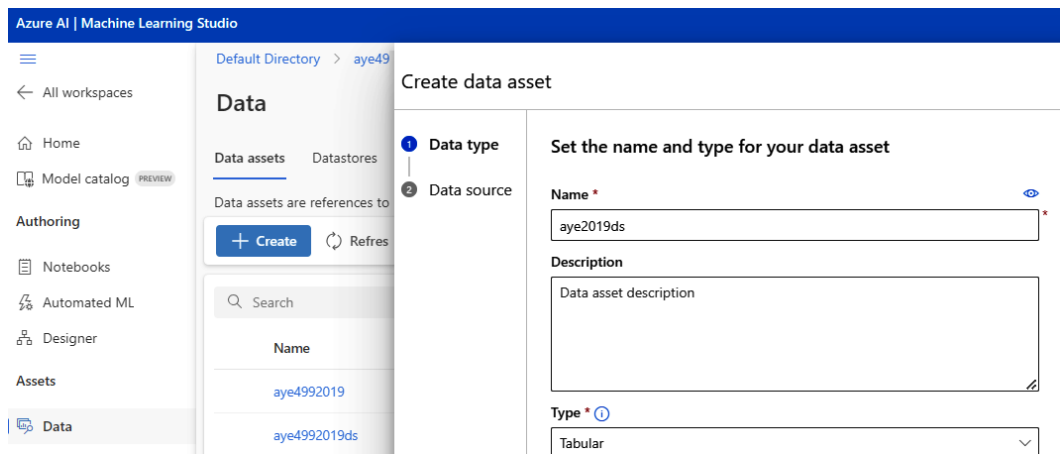 Azure AI | Machine Learning Studio
All workspaces
Home
Model catalog PREVIEW
Authoring
Notebooks
Automated ML
Designer
Assets
Data
Default Directory > aye49
Data
Data assets Datastores
Data assets are references to
Create Refres
Search
Name
aye4992019
aye4992019ds
Create data asset
1 Data type
2 Data source
Set the name and type for your data asset
Name *
aye2019ds *
Description
Data asset description
Type *
Tabular